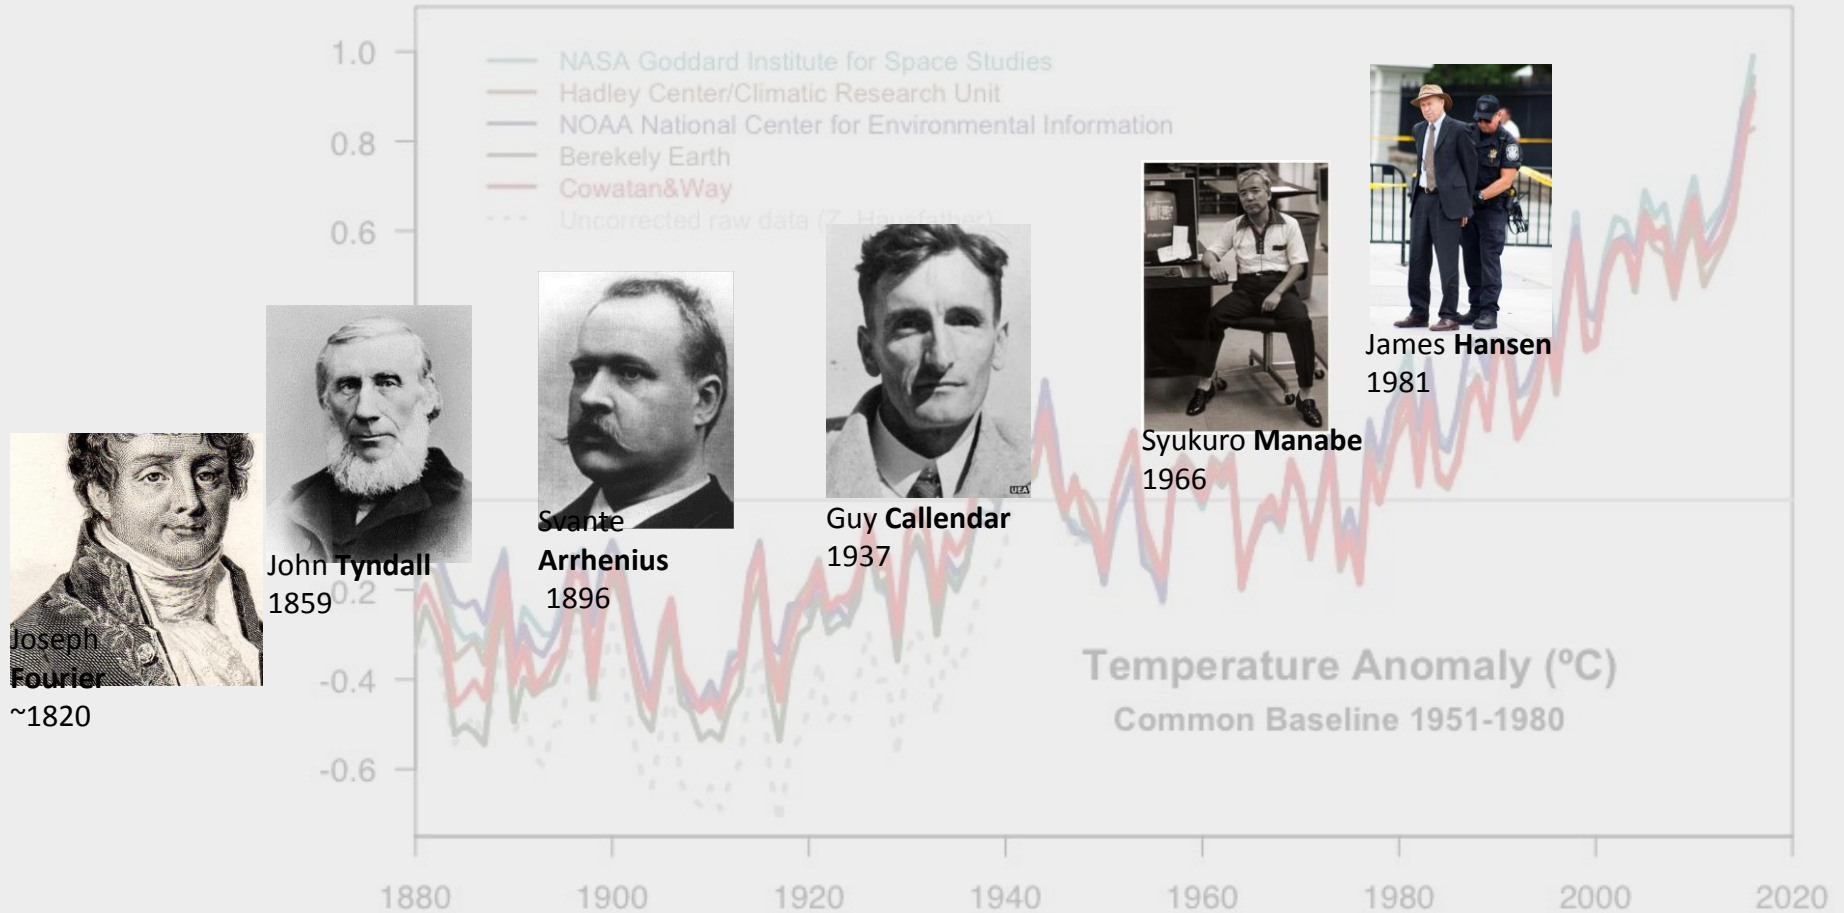 1.0
0.8
0.6
0.2
-0.4
-0.6
NASA Goddard Institute for Space Studies
Hadley Center/Climatic Research Unit
NOAA National Center for Environmental Information
Berekely Earth
Cowatan&Way
Uncorrected raw data (Z. Hausfather)
Joseph
Fourier
~1820
John Tyndall
1859
Svante
Arrhenius
1896
Guy Callendar
1937
UEA
Syukuro Manabe
1966
James Hansen
1981
Temperature Anomaly (ºC)
Common Baseline 1951-1980
1880 1900 1920 1940 1960 1980 2000 2020